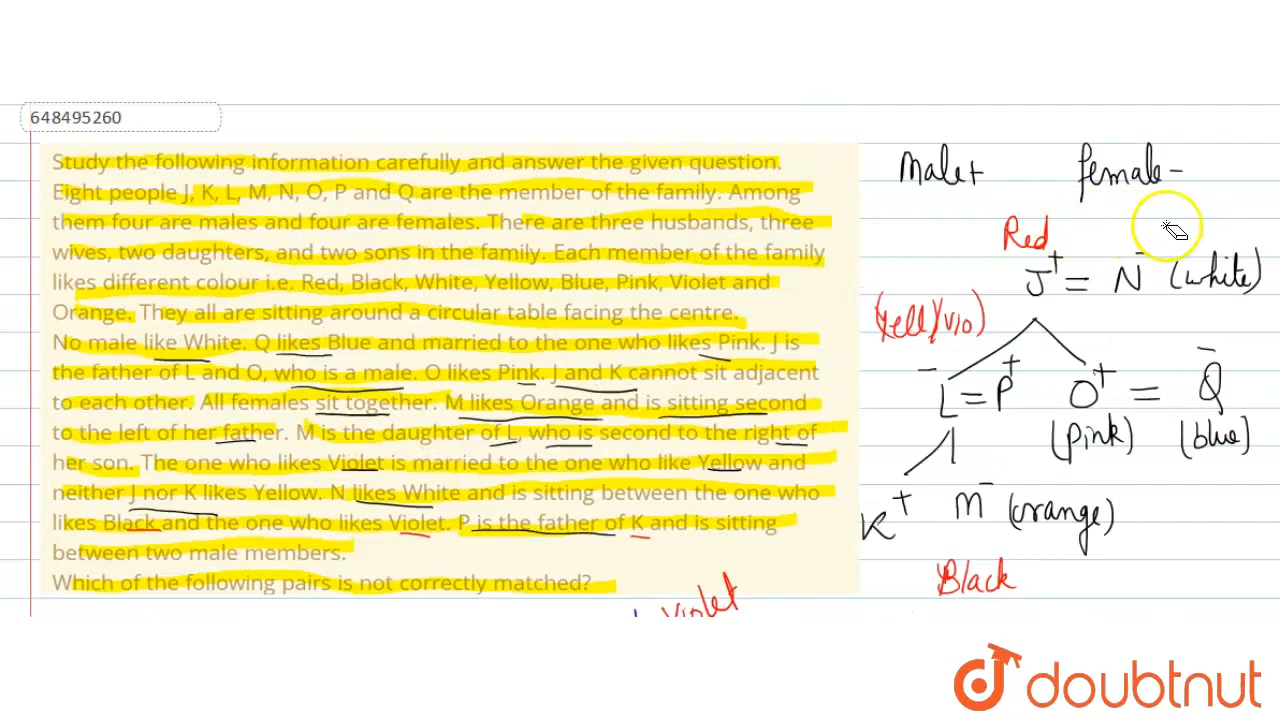 648495260
Study the following information carefully and answer the given question.
Eight people J, K, L, M, N, O, P and Q are the member of the family. Among
them four are males and four are females. There are three husbands, three
wives, two daughters, and two sons in the family. Each member of the family
likes different colour i.e. Red, Black, White, Yellow, Blue, Pink, Violet and
Orange. They all are sitting around a circular table facing the centre.
No male like White. Q likes Blue and married to the one who likes Pink. J is
the father of L and O, who is a male. O likes Pink. J and K cannot sit adjacent
to each other. All females sit together. M likes Orange and is sitting second
to the left of her father. M is the daughter of L, who is second to the right of
her son. The one who likes Violet is married to the one who like Yellow and
neither J nor K likes Yellow. N likes White and is sitting between the one who
likes Black and the one who likes Violet. P is the father of K and is sitting
between two male members.
Which of the following pairs is not correctly matched?
Violet
Male+ female -
Red
J+ = N- (white)
(Yell/Vio)
L- = P+ O+ = Q-
(pink) (blue)
K+ M- (orange)
Black
doubtnut